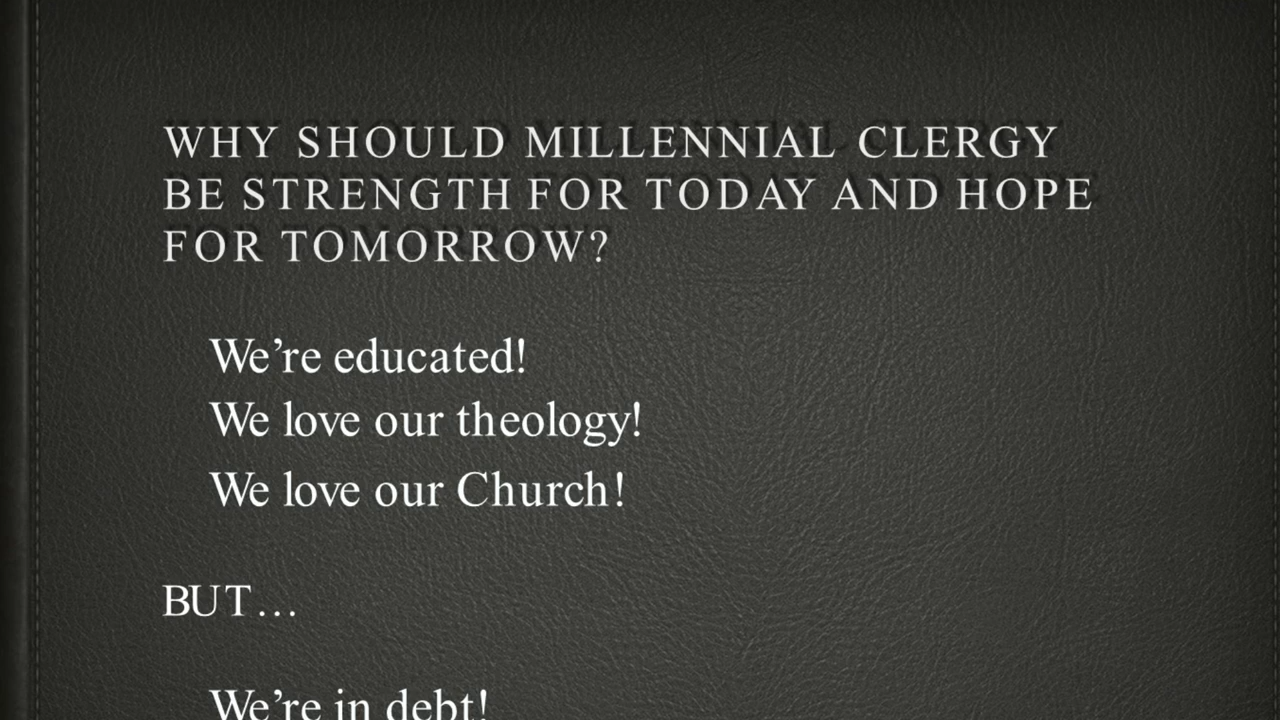 WHY SHOULD MILLENNIAL CLERGY
BE STRENGTH FOR TODAY AND HOPE
FOR TOMORROW?
We’re educated!
We love our theology!
We love our Church!
BUT…
We’re in debt!